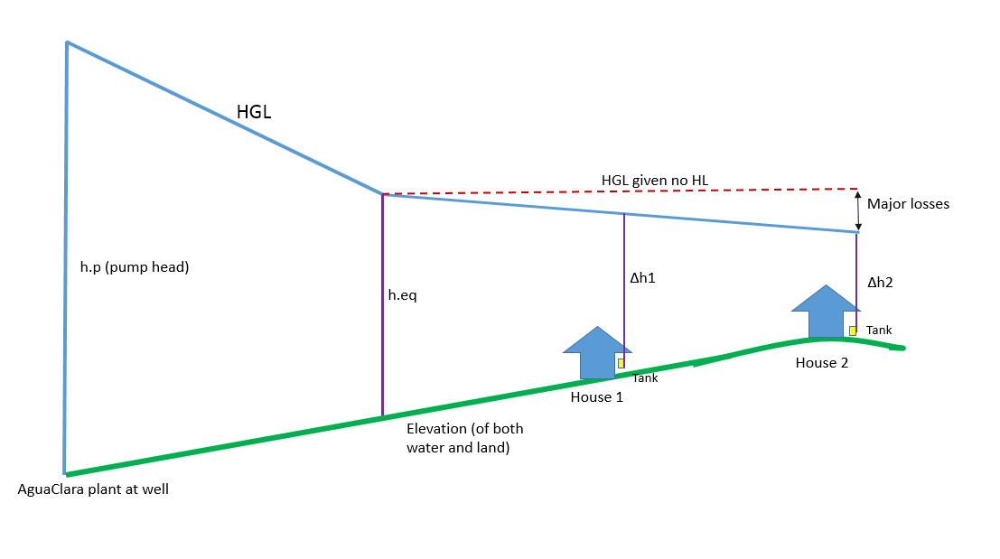 HGL
HGL given no HL
Major losses
h.p (pump head)
h.eq
Δh1
Δh2
Tank
House 2
Tank
House 1
Elevation (of both
water and land)
AguaClara plant at well